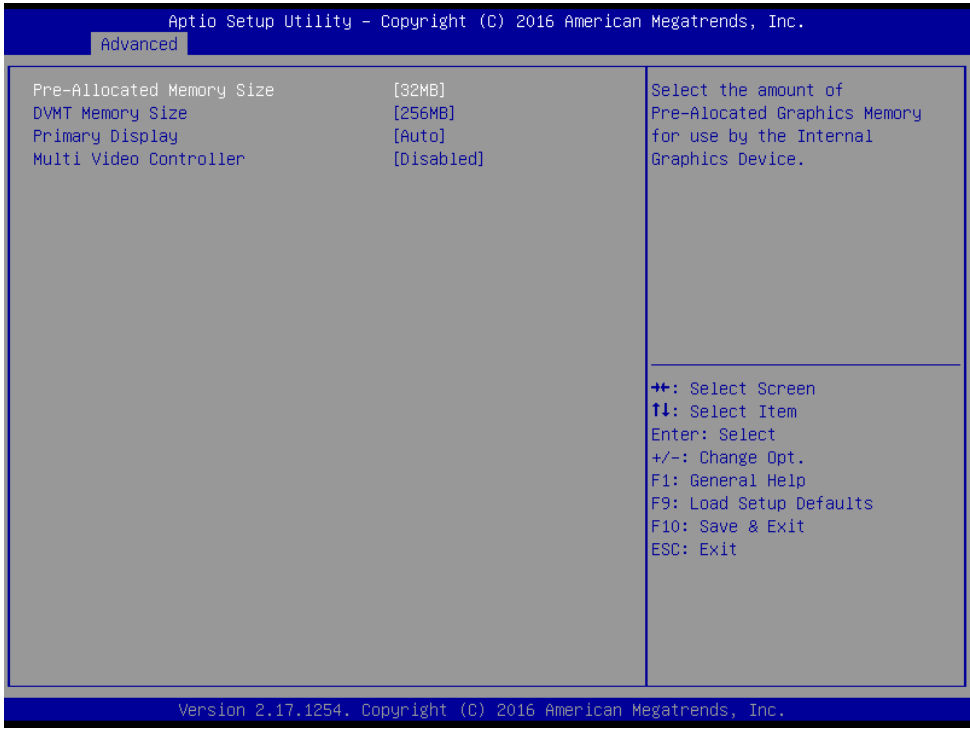 Aptio Setup Utility – Copyright (C) 2016 American Megatrends, Inc.
Advanced
Pre-Allocated Memory Size [32MB]
DVMT Memory Size [256MB]
Primary Display [Auto]
Multi Video Controller [Disabled]
Select the amount of
Pre-Alocated Graphics Memory
for use by the Internal
Graphics Device.
→←: Select Screen
↑↓: Select Item
Enter: Select
+/-: Change Opt.
F1: General Help
F9: Load Setup Defaults
F10: Save & Exit
ESC: Exit
Version 2.17.1254. Copyright (C) 2016 American Megatrends, Inc.